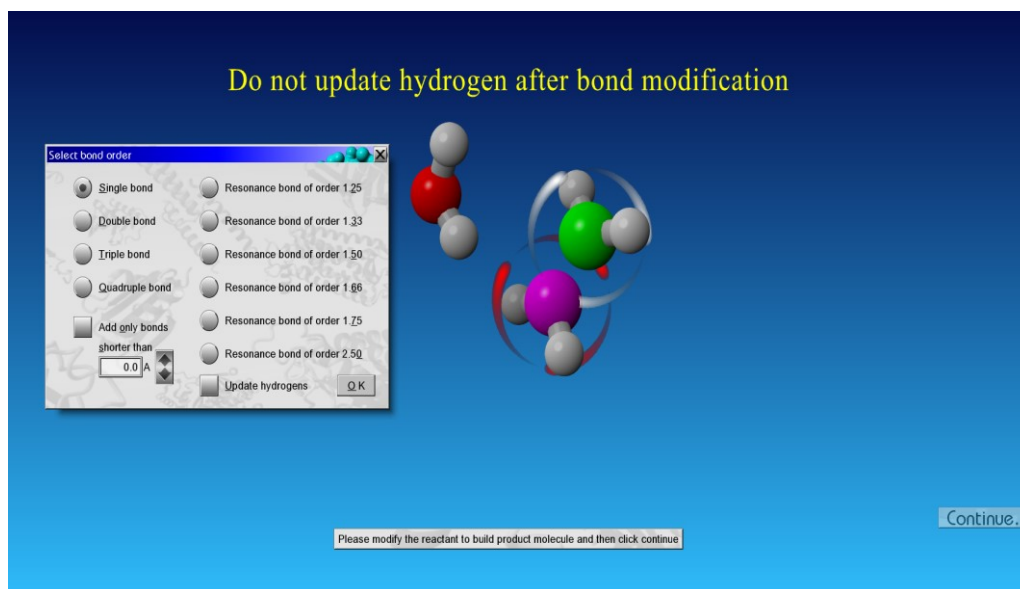 Do not update hydrogen after bond modification
Select bond order
Single bond
Double bond
Triple bond
Quadruple bond
Add only bonds
shorter than
0.0 A
Resonance bond of order 1.25
Resonance bond of order 1.33
Resonance bond of order 1.50
Resonance bond of order 1.66
Resonance bond of order 1.75
Resonance bond of order 2.50
Update hydrogens
OK
Continue.
Please modify the reactant to build product molecule and then click continue